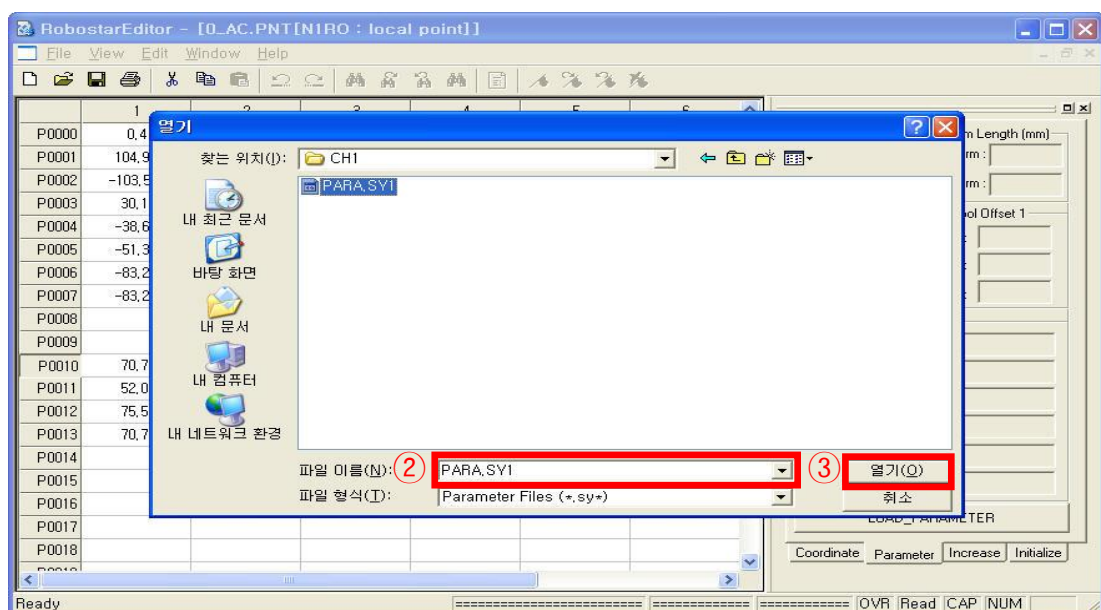 RobostarEditor - [0_AC.PNT[N1RO : local point]]
File View Edit Window Help
1 2 3 4 5 6
P0000 0,4
P0001 104,9
P0002 -103,5
P0003 30,1
P0004 -38,6
P0005 -51,3
P0006 -83,2
P0007 -83,2
P0008
P0009
P0010 70,7
P0011 52,0
P0012 75,5
P0013 70,7
P0014
P0015
P0016
P0017
P0018
열기
찾는 위치(I): CH1
PARA,SY1
내 최근 문서
바탕 화면
내 문서
내 컴퓨터
내 네트워크 환경
파일 이름(N): ② PARA,SY1 ③ 열기(O)
파일 형식(T): Parameter Files (*,sy*) 취소
Length (mm)
Offset 1
LOAD_PARAMETER
Coordinate Parameter Increase Initialize
Ready ======================== ============ =========== OVR Read CAP NUM